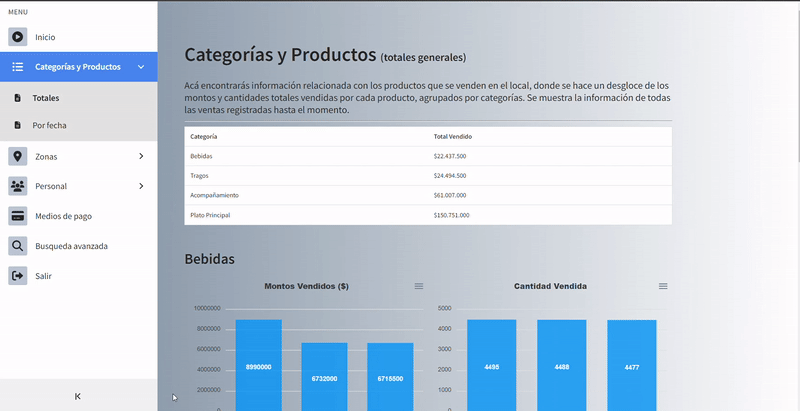 MENU
Inicio
Categorías y Productos
Totales
Por fecha
Zonas
Personal
Medios de pago
Busqueda avanzada
Salir
Categorías y Productos (totales generales)
Acá encontrarás información relacionada con los productos que se venden en el local, donde se hace un desgloce de los
montos y cantidades totales vendidas por cada producto, agrupados por categorías. Se muestra la información de todas
las ventas registradas hasta el momento.
Categoría Total Vendido
Bebidas $22.437.500
Tragos $24.494.500
Acompañamiento $61.007.000
Plato Principal $150.751.000
Bebidas
Montos Vendidos ($) Cantidad Vendida
10000000 5000
8000000 4000
6000000 3000
4000000 2000
2000000 1000
8990000 6732000 6715500 4495 4488 4477